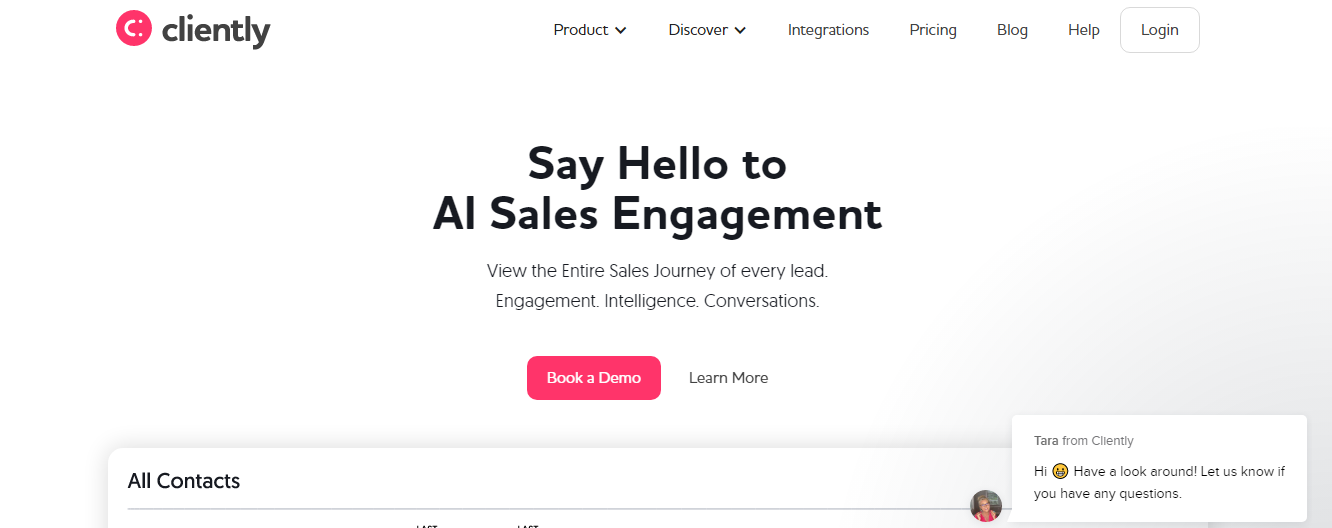 cliently
Product
Discover
Integrations
Pricing
Blog
Help
Login
Say Hello to
AI Sales Engagement
View the Entire Sales Journey of every lead.
Engagement. Intelligence. Conversations.
Book a Demo
Learn More
All Contacts
LAST
LAST
Tara from Cliently
Hi 😀 Have a look around! Let us know if
you have any questions.